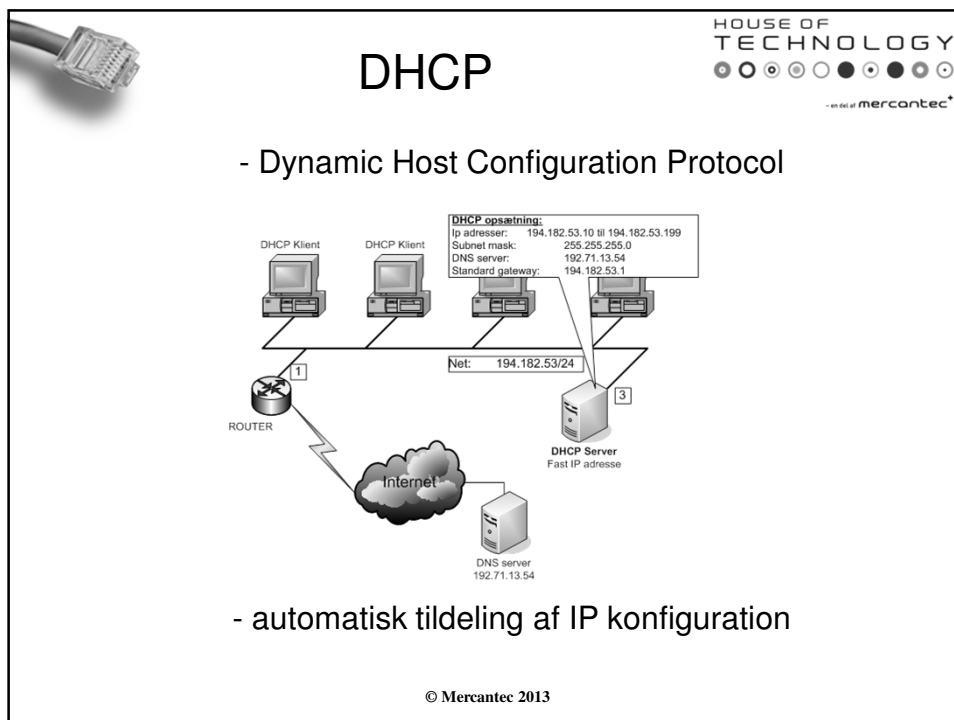 HOUSE OF
TECHNOLOGY
- en del af mercantec+
DHCP
- Dynamic Host Configuration Protocol
DHCP opsætning:
Ip adresser: 194.182.53.10 til 194.182.53.199
Subnet mask: 255.255.255.0
DNS server: 192.71.13.54
Standard gateway: 194.182.53.1
DHCP Klient
DHCP Klient
Net: 194.182.53/24
1
3
ROUTER
DHCP Server
Fast IP adresse
Internet
DNS server
192.71.13.54
- automatisk tildeling af IP konfiguration
© Mercantec 2013